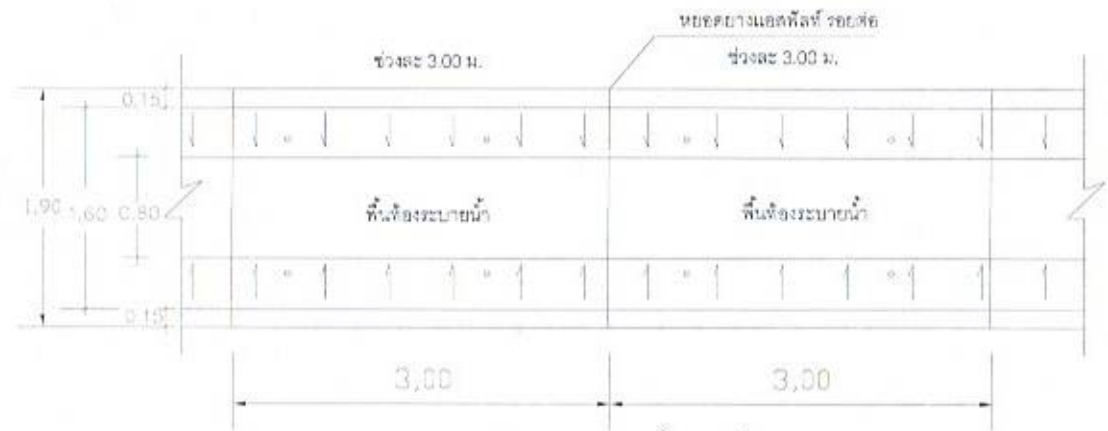 หยอดยางแอสฟัลท์ รอยต่อ
ช่วงละ 3.00 ม.
ช่วงละ 3.00 ม.
0.15
1.90
1.60
0.80
พื้นท้องระบายน้ำ
พื้นท้องระบายน้ำ
0.15
3,00
3,00